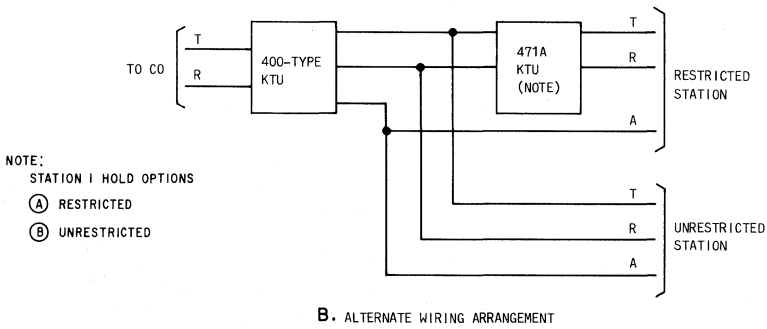 TO CO
T
R
400-TYPE
KTU
471A
KTU
(NOTE)
T
R
A
RESTRICTED
STATION
NOTE:
STATION I HOLD OPTIONS
A RESTRICTED
B UNRESTRICTED
T
R
A
UNRESTRICTED
STATION
B. ALTERNATE WIRING ARRANGEMENT